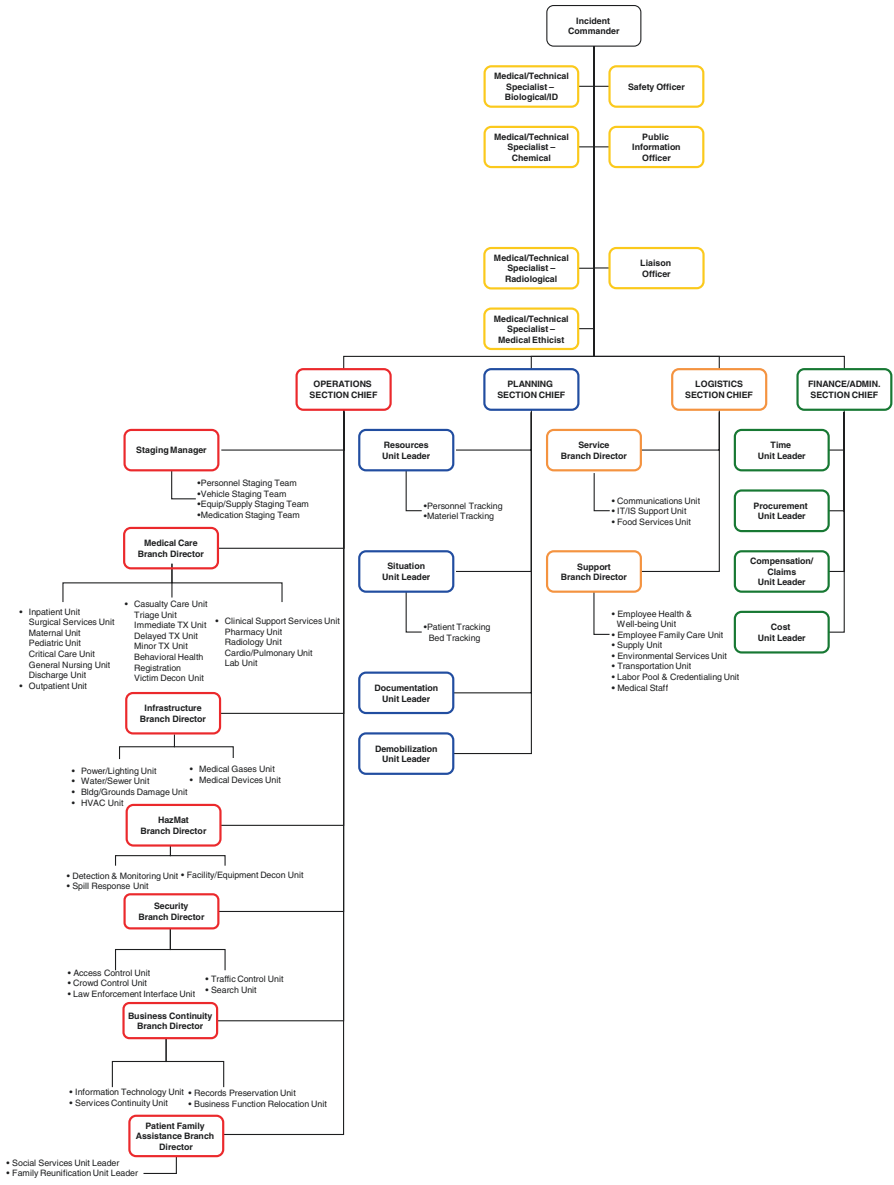 Incident
Commander
Medical/Technical
Specialist –
Biological/ID
Safety Officer
Medical/Technical
Specialist –
Chemical
Public
Information
Officer
Medical/Technical
Specialist –
Radiological
Liaison
Officer
Medical/Technical
Specialist –
Medical Ethicist
OPERATIONS
SECTION CHIEF
PLANNING
SECTION CHIEF
LOGISTICS
SECTION CHIEF
FINANCE/ADMIN.
SECTION CHIEF
Staging Manager
•Personnel Staging Team
•Vehicle Staging Team
•Equip/Supply Staging Team
•Medication Staging Team
Medical Care
Branch Director
• Inpatient Unit
Surgical Services Unit
Maternal Unit
Pediatric Unit
Critical Care Unit
General Nursing Unit
Discharge Unit
• Outpatient Unit
• Casualty Care Unit
Triage Unit
Immediate TX Unit
Delayed TX Unit
Minor TX Unit
Behavioral Health
Registration
Victim Decon Unit
• Clinical Support Services Unit
Pharmacy Unit
Radiology Unit
Cardio/Pulmonary Unit
Lab Unit
Infrastructure
Branch Director
• Power/Lighting Unit
• Water/Sewer Unit
• Bldg/Grounds Damage Unit
• HVAC Unit
• Medical Gases Unit
• Medical Devices Unit
HazMat
Branch Director
• Detection & Monitoring Unit
• Spill Response Unit
• Facility/Equipment Decon Unit
Security
Branch Director
• Access Control Unit
• Crowd Control Unit
• Law Enforcement Interface Unit
• Traffic Control Unit
• Search Unit
Business Continuity
Branch Director
• Information Technology Unit
• Services Continuity Unit
• Records Preservation Unit
• Business Function Relocation Unit
Patient Family
Assistance Branch
Director
• Social Services Unit Leader
• Family Reunification Unit Leader
Resources
Unit Leader
•Personnel Tracking
•Materiel Tracking
Situation
Unit Leader
•Patient Tracking
Bed Tracking
Documentation
Unit Leader
Demobilization
Unit Leader
Service
Branch Director
• Communications Unit
• IT/IS Support Unit
• Food Services Unit
Support
Branch Director
• Employee Health &
Well-being Unit
• Employee Family Care Unit
• Supply Unit
• Environmental Services Unit
• Transportation Unit
• Labor Pool & Credentialing Unit
• Medical Staff
Time
Unit Leader
Procurement
Unit Leader
Compensation/
Claims
Unit Leader
Cost
Unit Leader